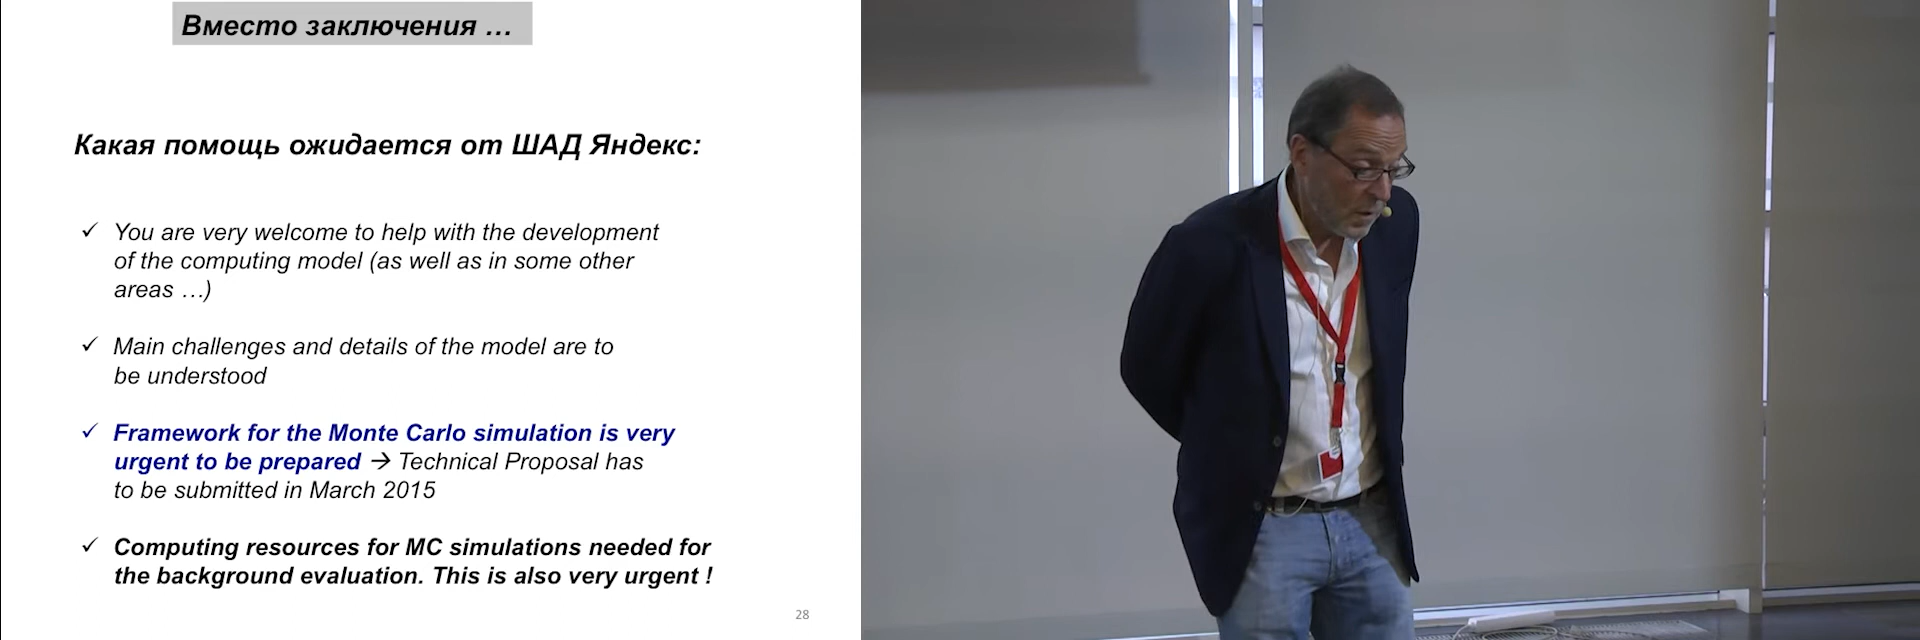 Вместо заключения …
Какая помощь ожидается от ШАД Яндекс:
✓ You are very welcome to help with the development
of the computing model (as well as in some other
areas …)
✓ Main challenges and details of the model are to
be understood
✓ Framework for the Monte Carlo simulation is very
urgent to be prepared → Technical Proposal has
to be submitted in March 2015
✓ Computing resources for MC simulations needed for
the background evaluation. This is also very urgent !
28